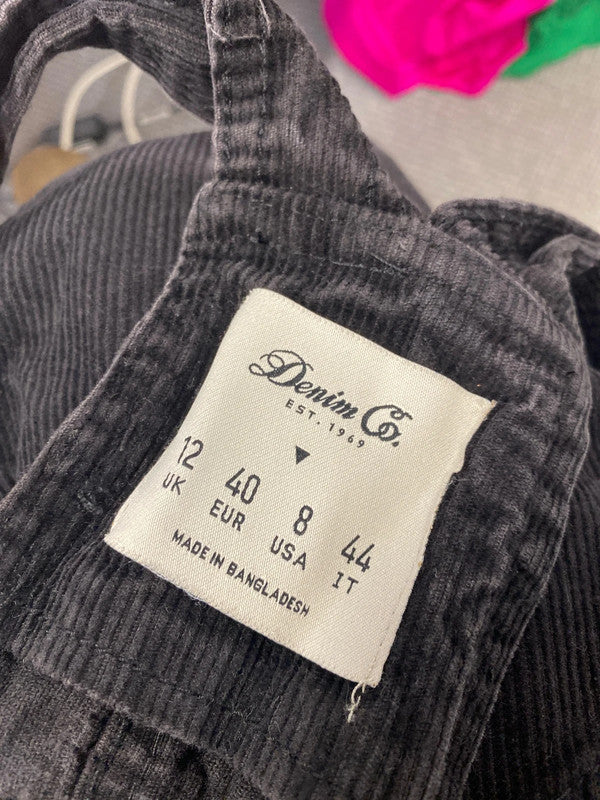 Denim Co.
EST. 1969
12 40 8 44
UK EUR USA IT
MADE IN BANGLADESH